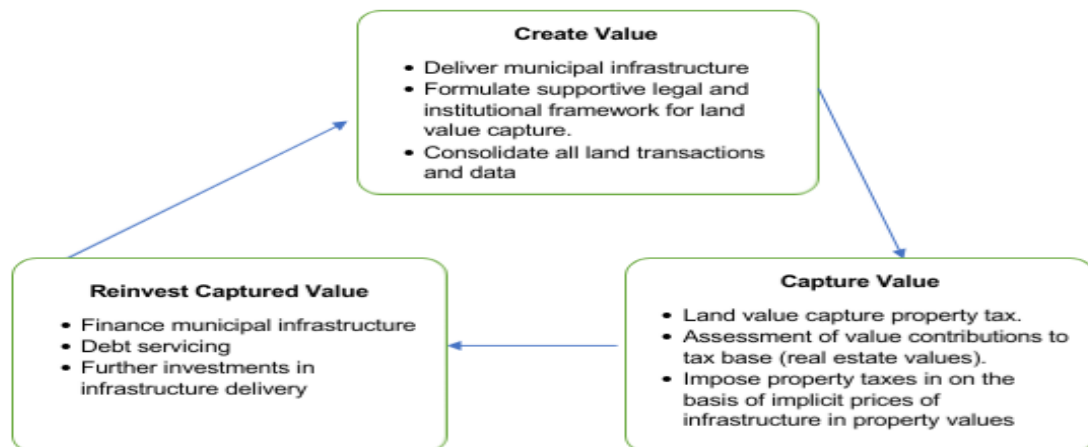 Create Value
• Deliver municipal infrastructure
• Formulate supportive legal and
institutional framework for land
value capture.
• Consolidate all land transactions
and data
Reinvest Captured Value
• Finance municipal infrastructure
• Debt servicing
• Further investments in
infrastructure delivery
Capture Value
• Land value capture property tax.
• Assessment of value contributions to
tax base (real estate values).
• Impose property taxes in on the
basis of implicit prices of
infrastructure in property values